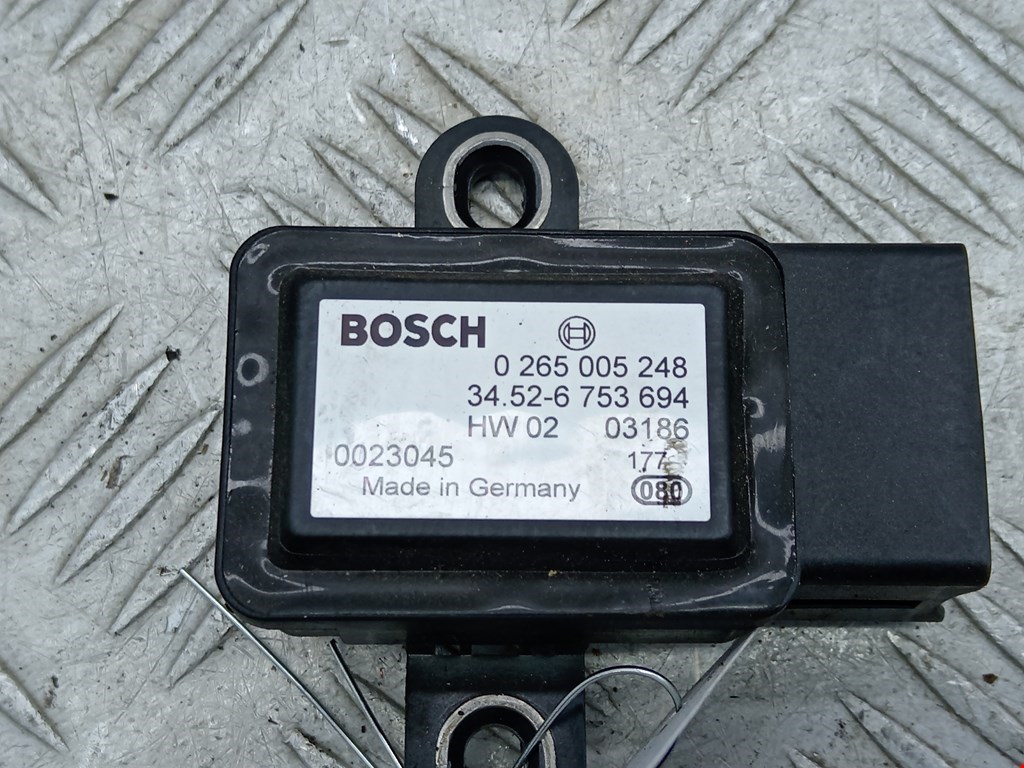 BOSCH
0 265 005 248
34.52-6 753 694
HW 02 03186
0023045 177
Made in Germany 080